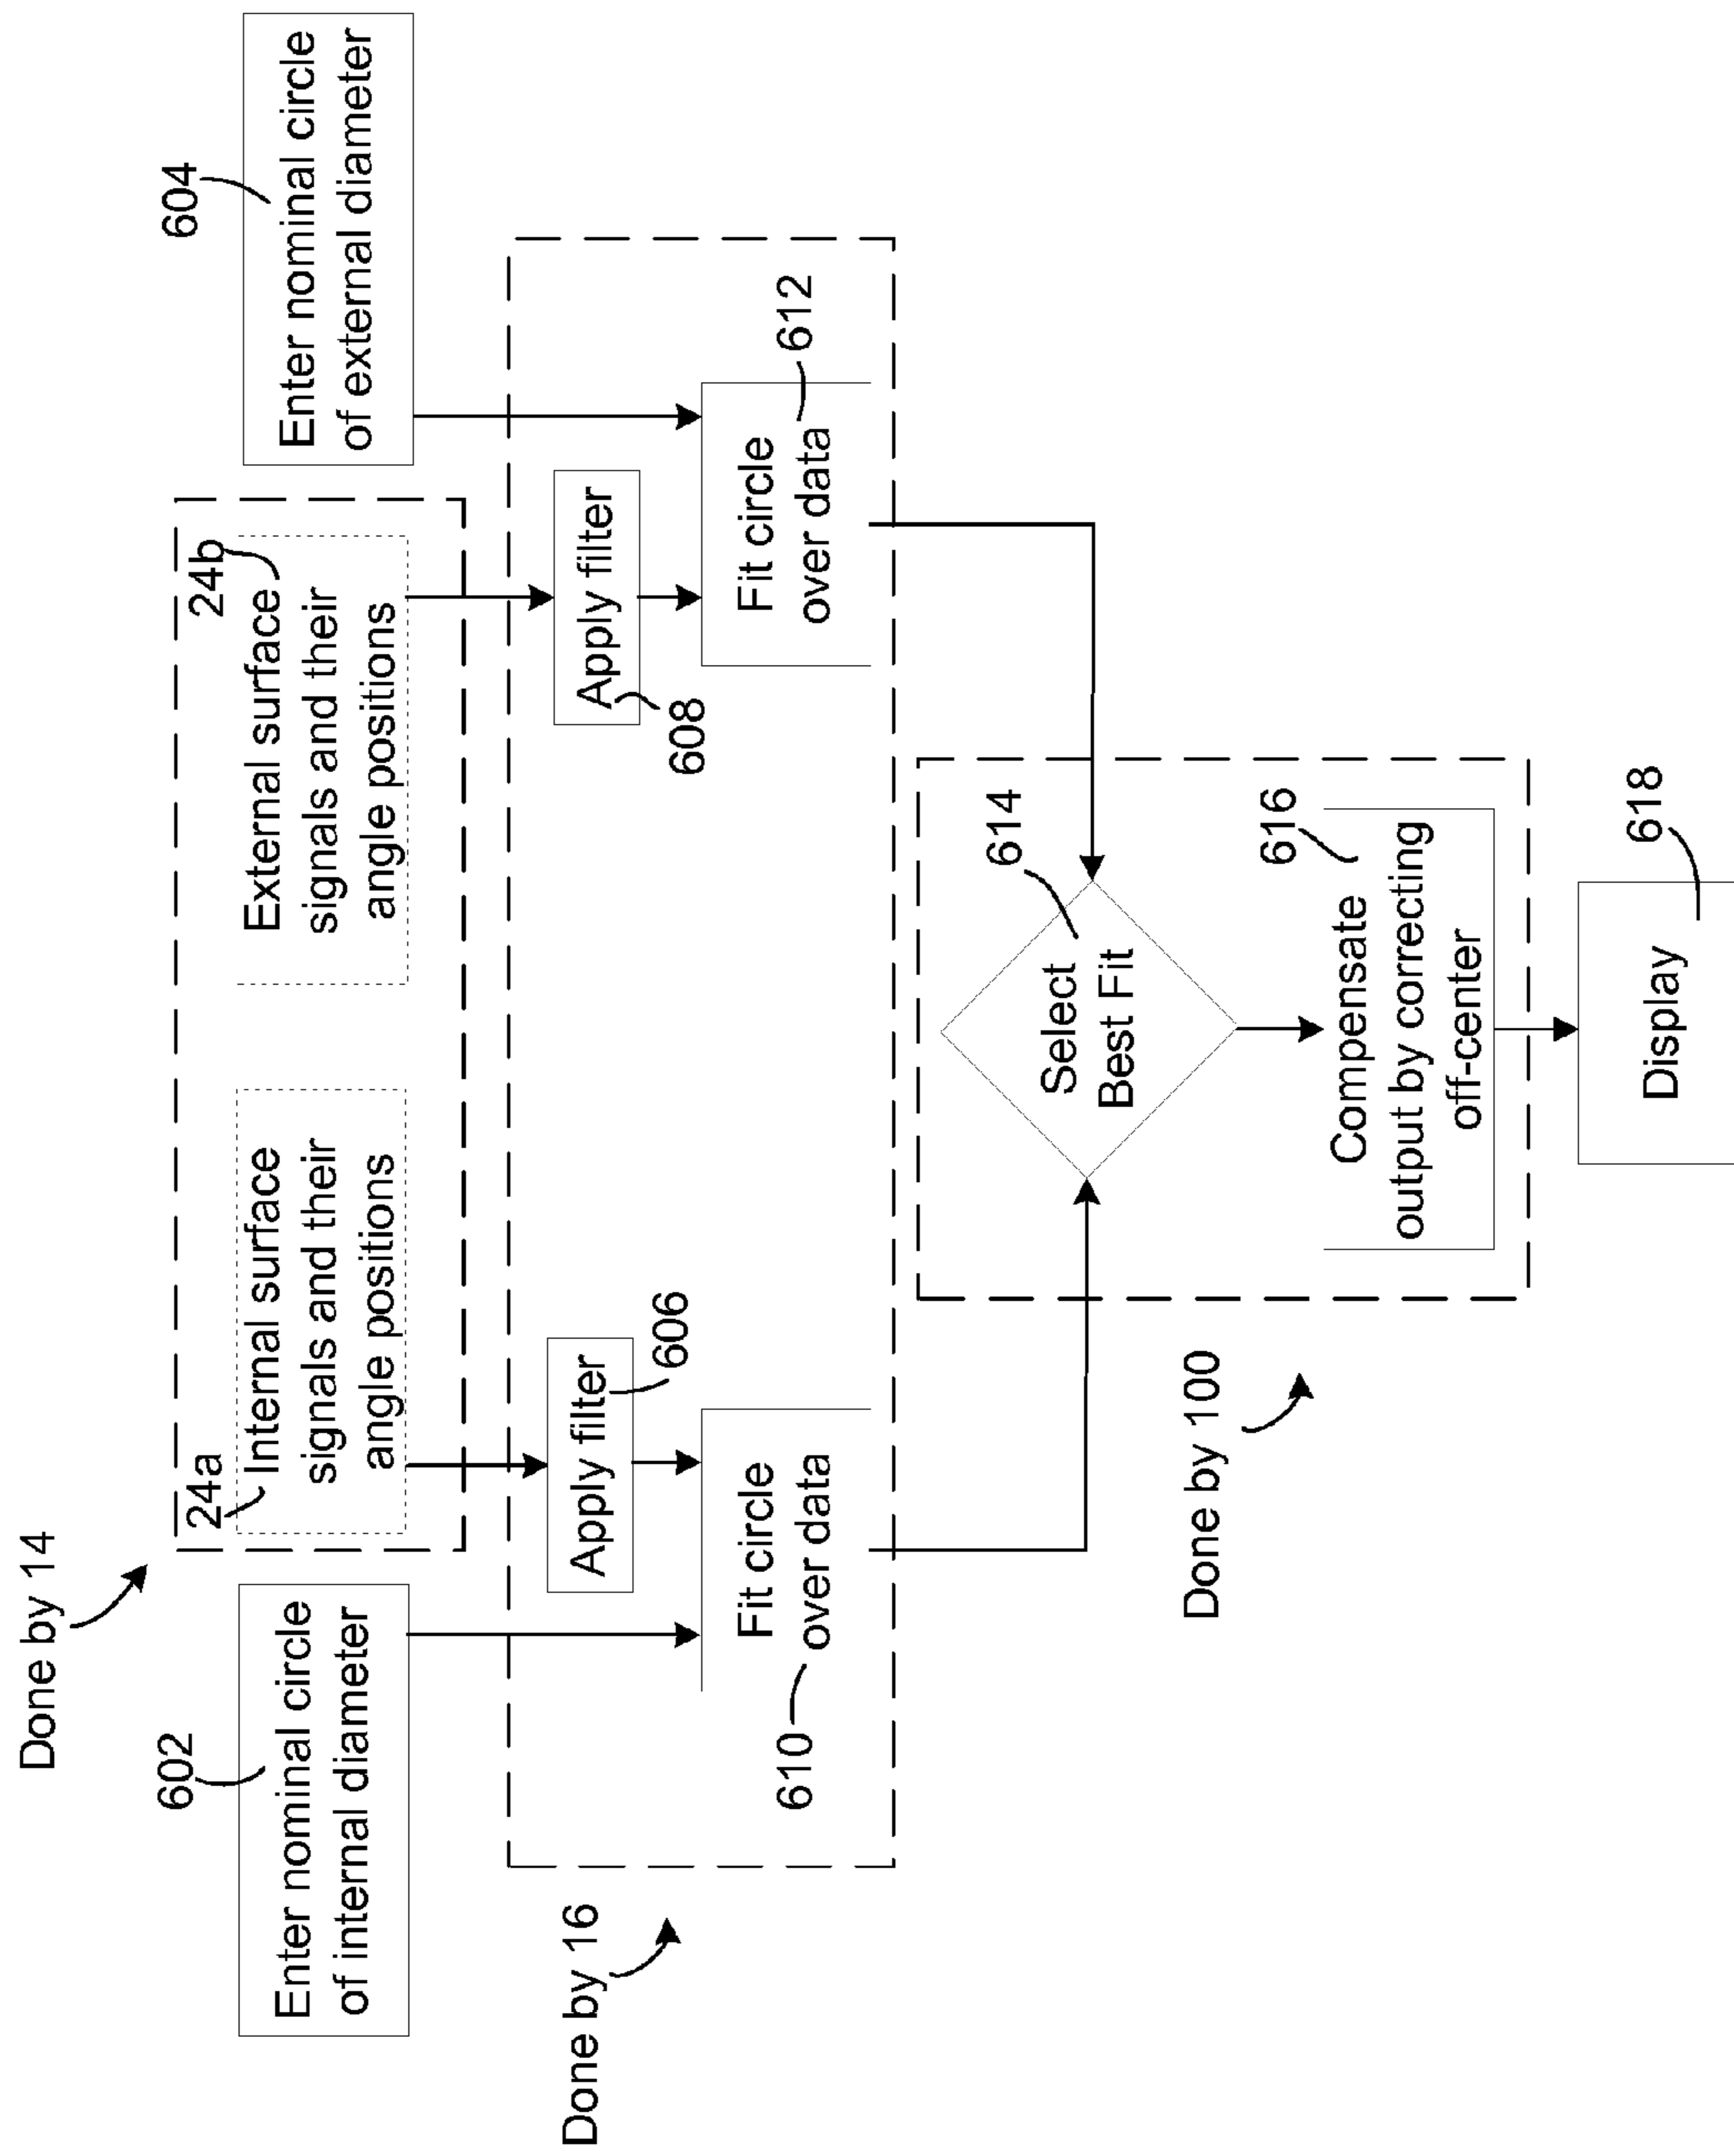 Done by 14
602
Enter nominal circle
of internal diameter
24a
Internal surface
signals and their
angle positions
24b
External surface
signals and their
angle positions
604
Enter nominal circle
of external diameter
Done by 16
Apply filter
606
Apply filter
608
610
Fit circle
over data
Fit circle
over data
612
Done by 100
614
Select
Best Fit
616
Compensate
output by correcting
off-center
618
Display